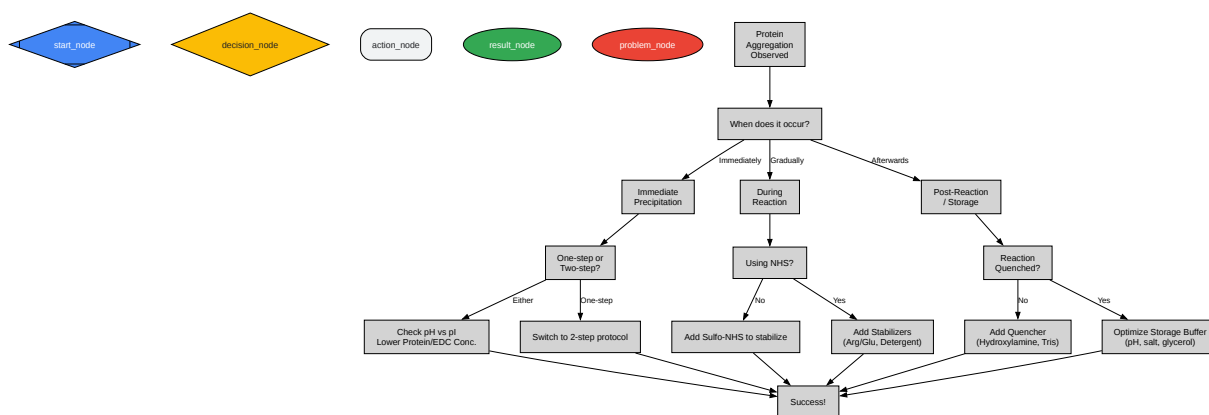 start_node
decision_node
action_node
result_node
problem_node
Protein
Aggregation
Observed
When does it occur?
Immediately
Gradually
Afterwards
Immediate
Precipitation
During
Reaction
Post-Reaction
/ Storage
One-step or
Two-step?
Using NHS?
Reaction
Quenched?
Either
One-step
No
Yes
No
Yes
Check pH vs pI
Lower Protein/EDC Conc.
Switch to 2-step protocol
Add Sulfo-NHS to stabilize
Add Stabilizers
(Arg/Glu, Detergent)
Add Quencher
(Hydroxylamine, Tris)
Optimize Storage Buffer
(pH, salt, glycerol)
Success!